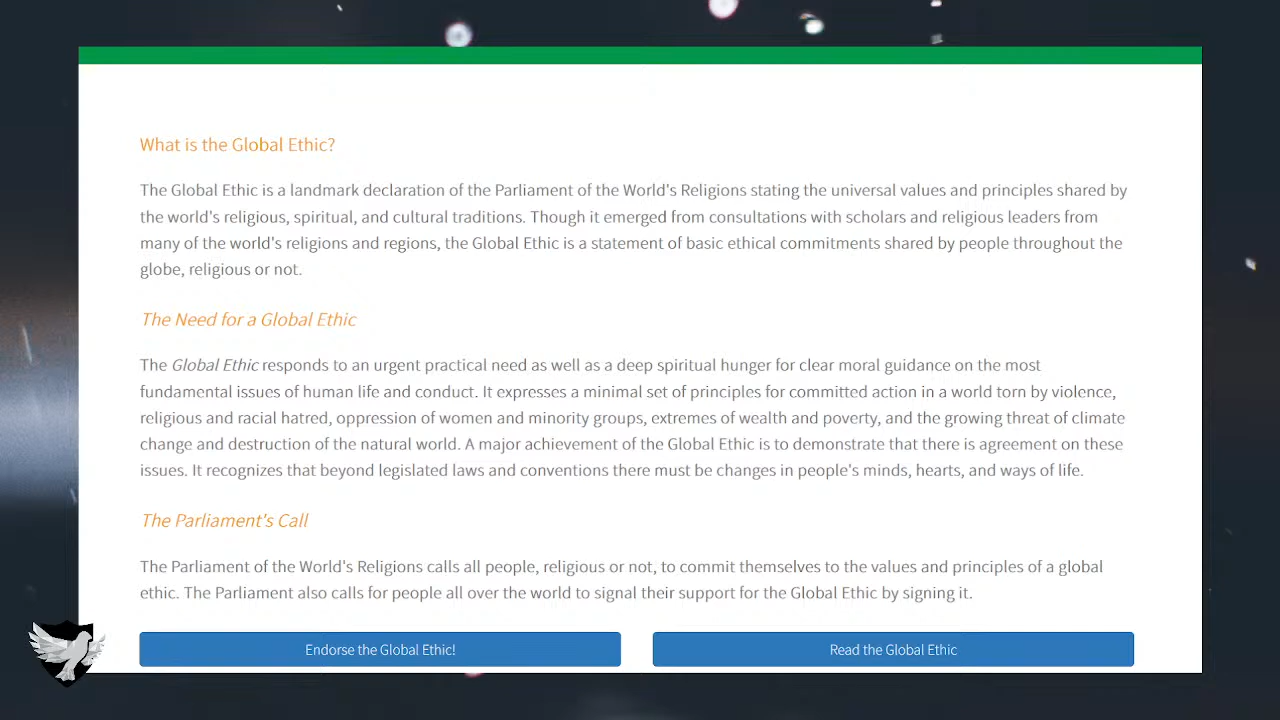 What is the Global Ethic?
The Global Ethic is a landmark declaration of the Parliament of the World's Religions stating the universal values and principles shared by
the world's religious, spiritual, and cultural traditions. Though it emerged from consultations with scholars and religious leaders from
many of the world's religions and regions, the Global Ethic is a statement of basic ethical commitments shared by people throughout the
globe, religious or not.
The Need for a Global Ethic
The Global Ethic responds to an urgent practical need as well as a deep spiritual hunger for clear moral guidance on the most
fundamental issues of human life and conduct. It expresses a minimal set of principles for committed action in a world torn by violence,
religious and racial hatred, oppression of women and minority groups, extremes of wealth and poverty, and the growing threat of climate
change and destruction of the natural world. A major achievement of the Global Ethic is to demonstrate that there is agreement on these
issues. It recognizes that beyond legislated laws and conventions there must be changes in people's minds, hearts, and ways of life.
The Parliament's Call
The Parliament of the World's Religions calls all people, religious or not, to commit themselves to the values and principles of a global
ethic. The Parliament also calls for people all over the world to signal their support for the Global Ethic by signing it.
Endorse the Global Ethic!
Read the Global Ethic